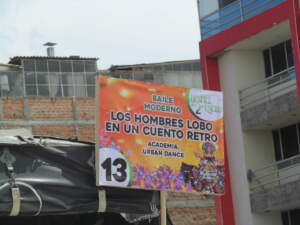 BAILE
MODERNO
LOS HOMBRES LOBO
EN UN CUENTO RETRO
ACADEMIA
URBAN DANCE
13